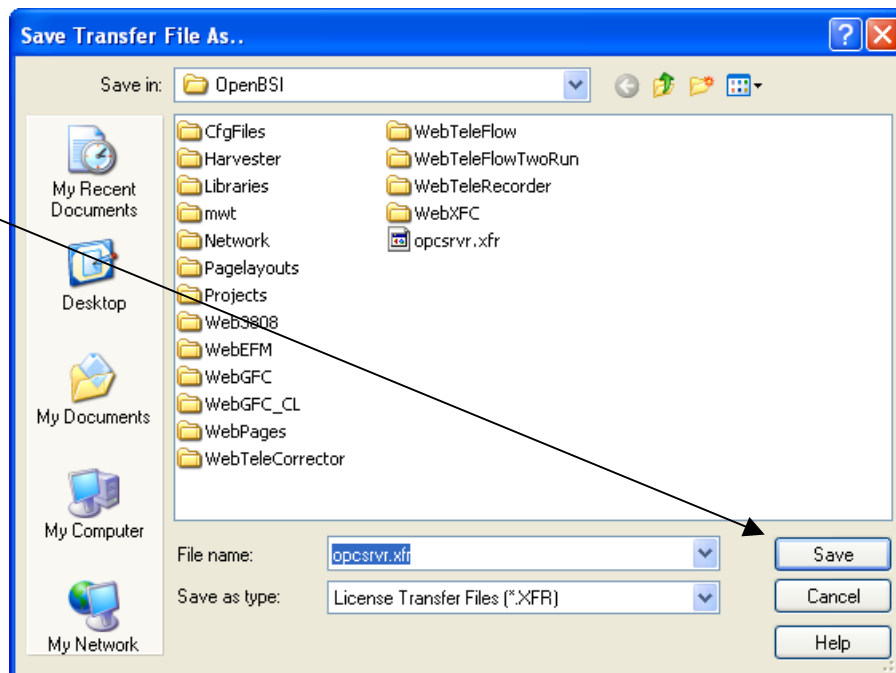 Save Transfer File As..
Save in:
OpenBSI
My Recent
Documents
Desktop
My Documents
My Computer
My Network
CfgFiles
Harvester
Libraries
mwt
Network
Pagelayouts
Projects
Web3808
WebEFM
WebGFC
WebGFC_CL
WebPages
WebTeleCorrector
WebTeleFlow
WebTeleFlowTwoRun
WebTeleRecorder
WebXFC
opcsrvr.xfr
File name:
opcsrvr.xfr
Save
Save as type:
License Transfer Files (*.XFR)
Cancel
Help